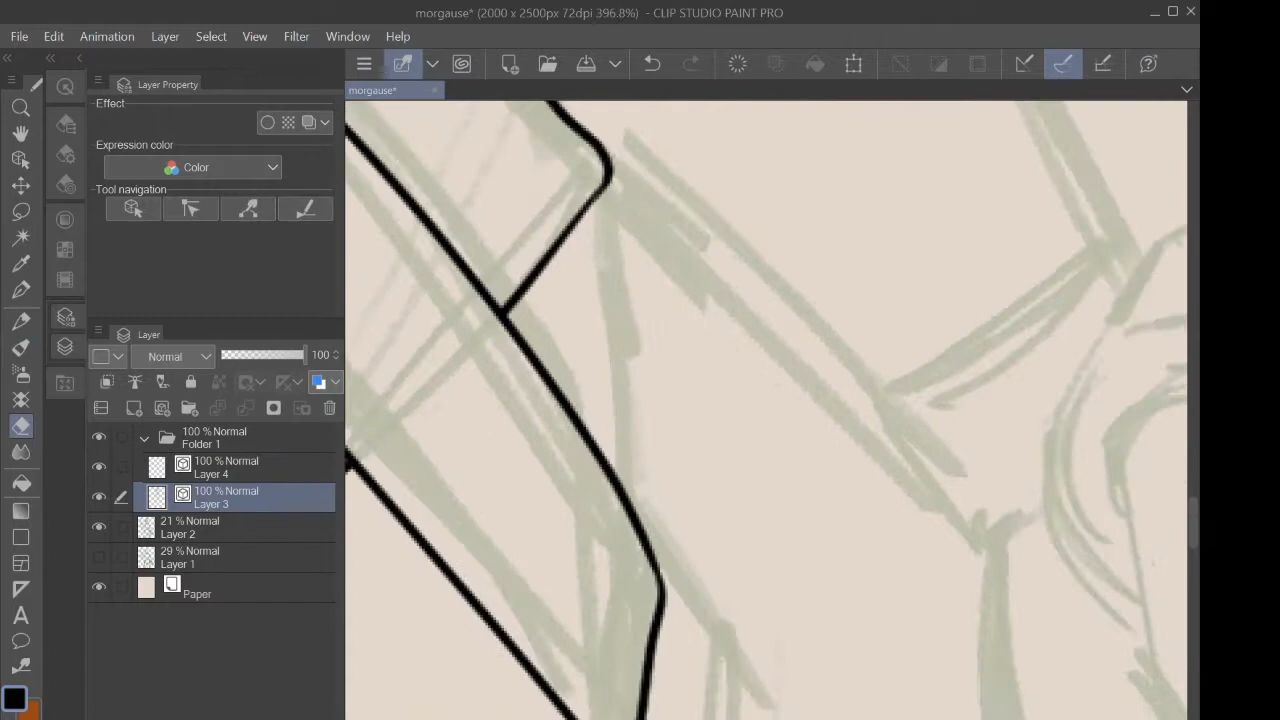 morgause* (2000 x 2500px 72dpi 396.8%) - CLIP STUDIO PAINT PRO
File Edit Animation Layer Select View Filter Window Help
morgause*
Layer Property
Effect
Expression color
Color
Tool navigation
Layer
Normal 100
100 % Normal
Folder 1
100 % Normal
Layer 4
100 % Normal
Layer 3
21 % Normal
Layer 2
29 % Normal
Layer 1
Paper